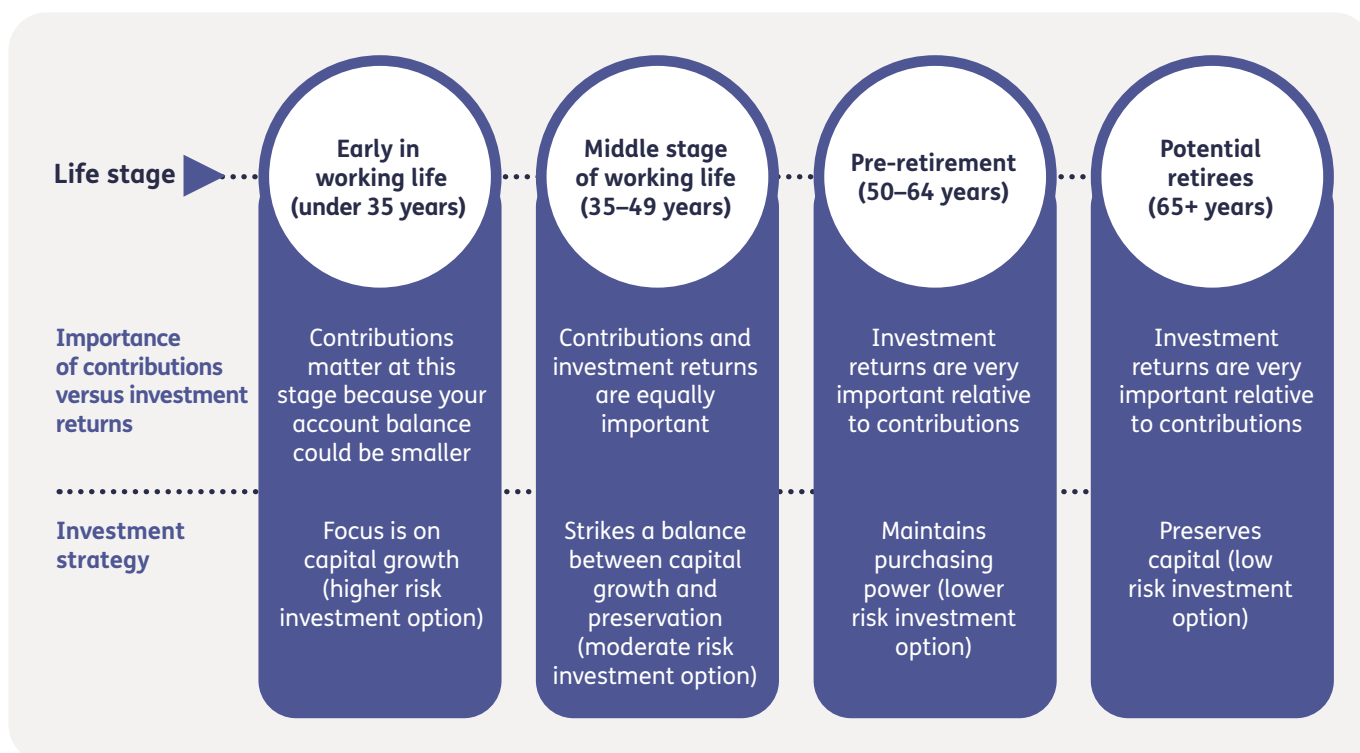 Life stage
Early in
working life
(under 35 years)
Middle stage
of working life
(35–49 years)
Pre-retirement
(50–64 years)
Potential
retirees
(65+ years)
Importance
of contributions
versus investment
returns
Contributions
matter at this
stage because your
account balance
could be smaller
Contributions and
investment returns
are equally
important
Investment
returns are very
important relative
to contributions
Investment
returns are very
important relative
to contributions
Investment
strategy
Focus is on
capital growth
(higher risk
investment option)
Strikes a balance
between capital
growth and
preservation
(moderate risk
investment option)
Maintains
purchasing
power (lower
risk investment
option)
Preserves
capital (low
risk investment
option)